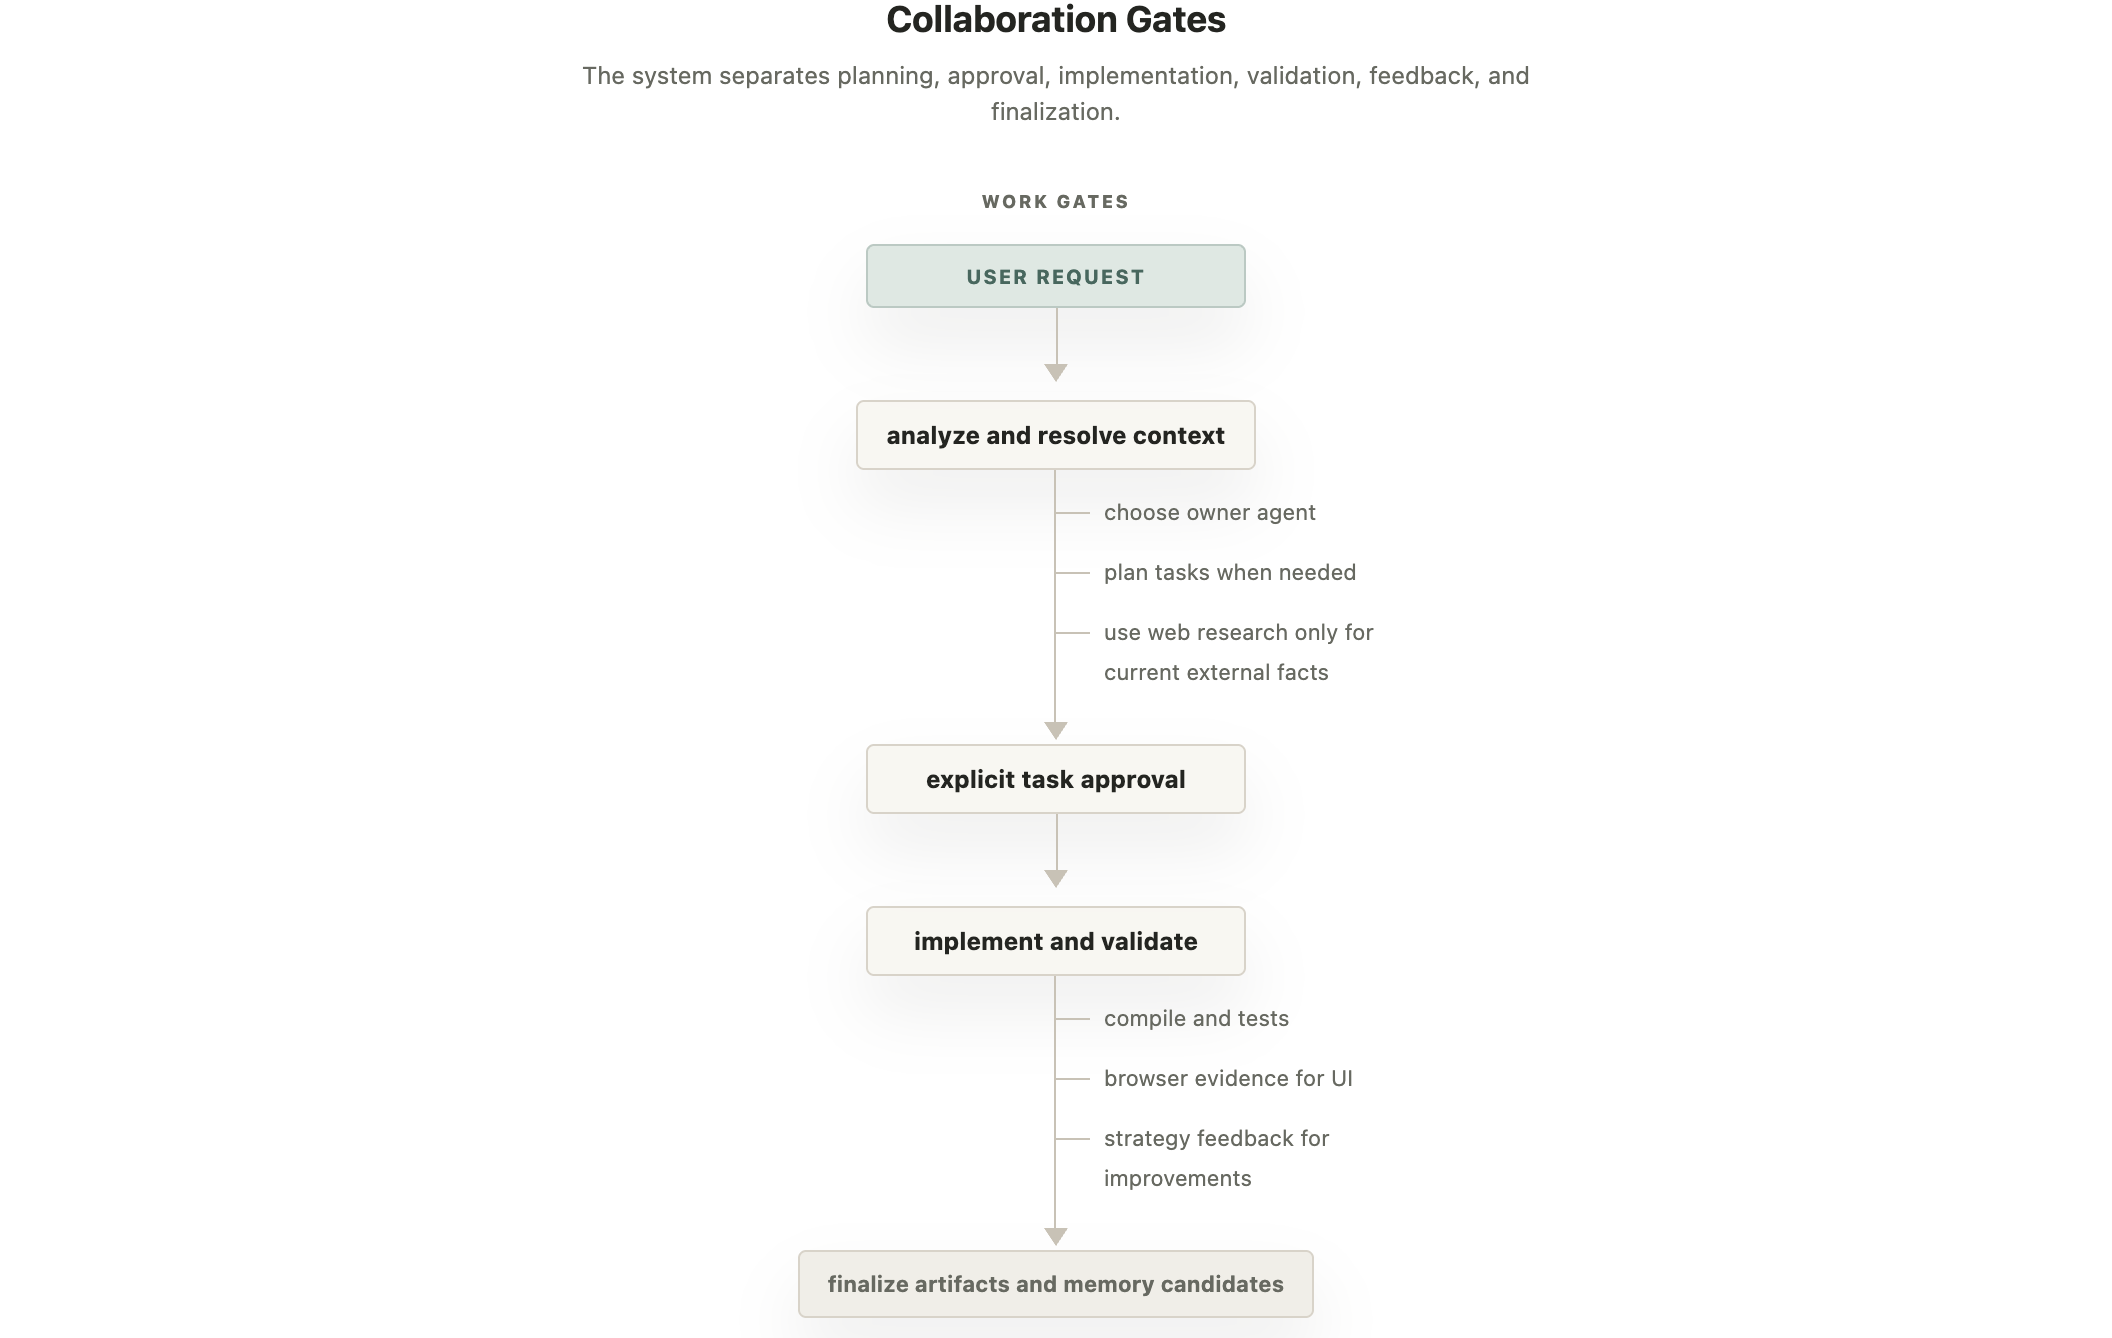 Collaboration Gates
The system separates planning, approval, implementation, validation, feedback, and
finalization.
WORK GATES
USER REQUEST
analyze and resolve context
choose owner agent
plan tasks when needed
use web research only for
current external facts
explicit task approval
implement and validate
compile and tests
browser evidence for UI
strategy feedback for
improvements
finalize artifacts and memory candidates